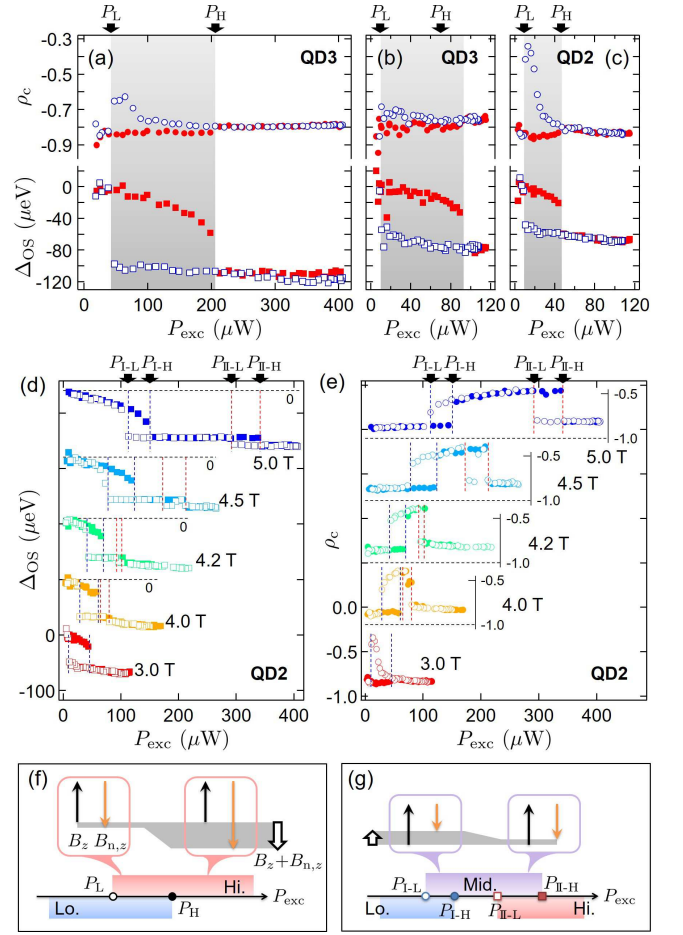 P_L P_H P_L P_H P_L P_H
(a) QD3 (b) QD3 QD2 (c)
ρ_c
-0.3
-0.5
-0.7
-0.9
Δ_OS (μeV)
0
-40
-80
-120
0 100 200 300 400 0 40 80 120 0 40 80 120
P_exc (μW) P_exc (μW) P_exc (μW)
P_I-L P_I-H P_II-L P_II-H P_I-L P_I-H P_II-L P_II-H
(d) 0 (e) -0.5
-1.0
5.0 T 5.0 T
0 -0.5
4.5 T -1.0 4.5 T
0 -0.5
4.2 T -1.0 4.2 T
0 -0.5
4.0 T -1.0 4.0 T
3.0 T QD2 3.0 T QD2
Δ_OS (μeV) ρ_c
0 0.0
-100 -1.0
0 100 200 300 400 0 100 200 300 400
P_exc (μW) P_exc (μW)
(f) (g)
B_z B_n,z B_z+B_n,z
P_L Hi. P_exc
Lo. P_H
P_I-L Mid. P_II-H P_exc
Lo. P_I-H P_II-L Hi.